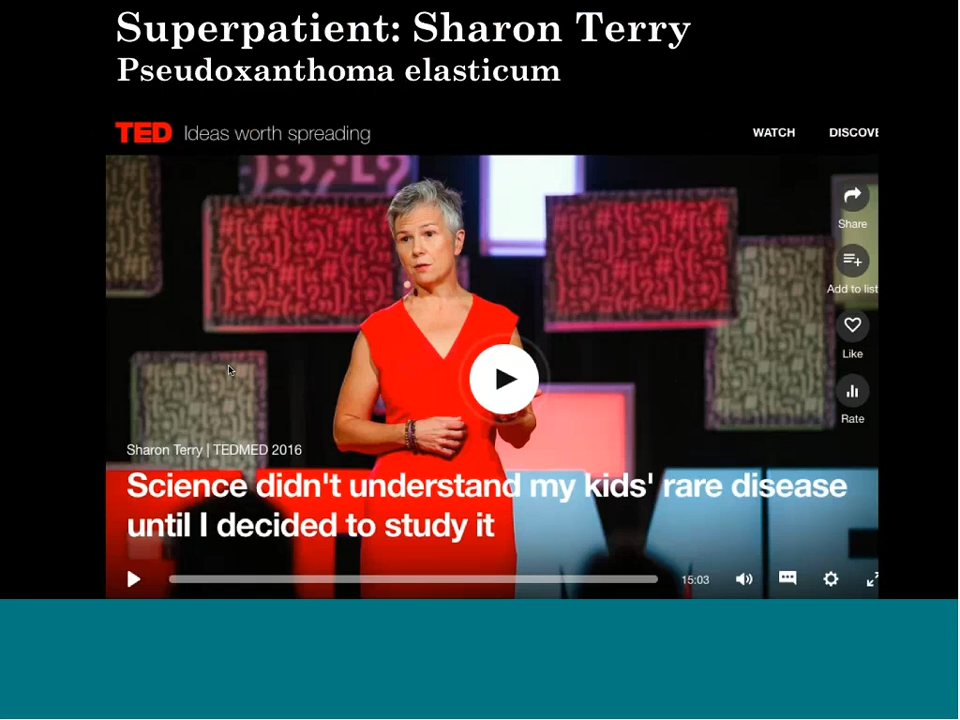 Superpatient: Sharon Terry
Pseudoxanthoma elasticum
TED Ideas worth spreading
WATCH DISCOVE
Share
Add to list
Like
Rate
Sharon Terry | TEDMED 2016
Science didn't understand my kids' rare disease
until I decided to study it
15:03